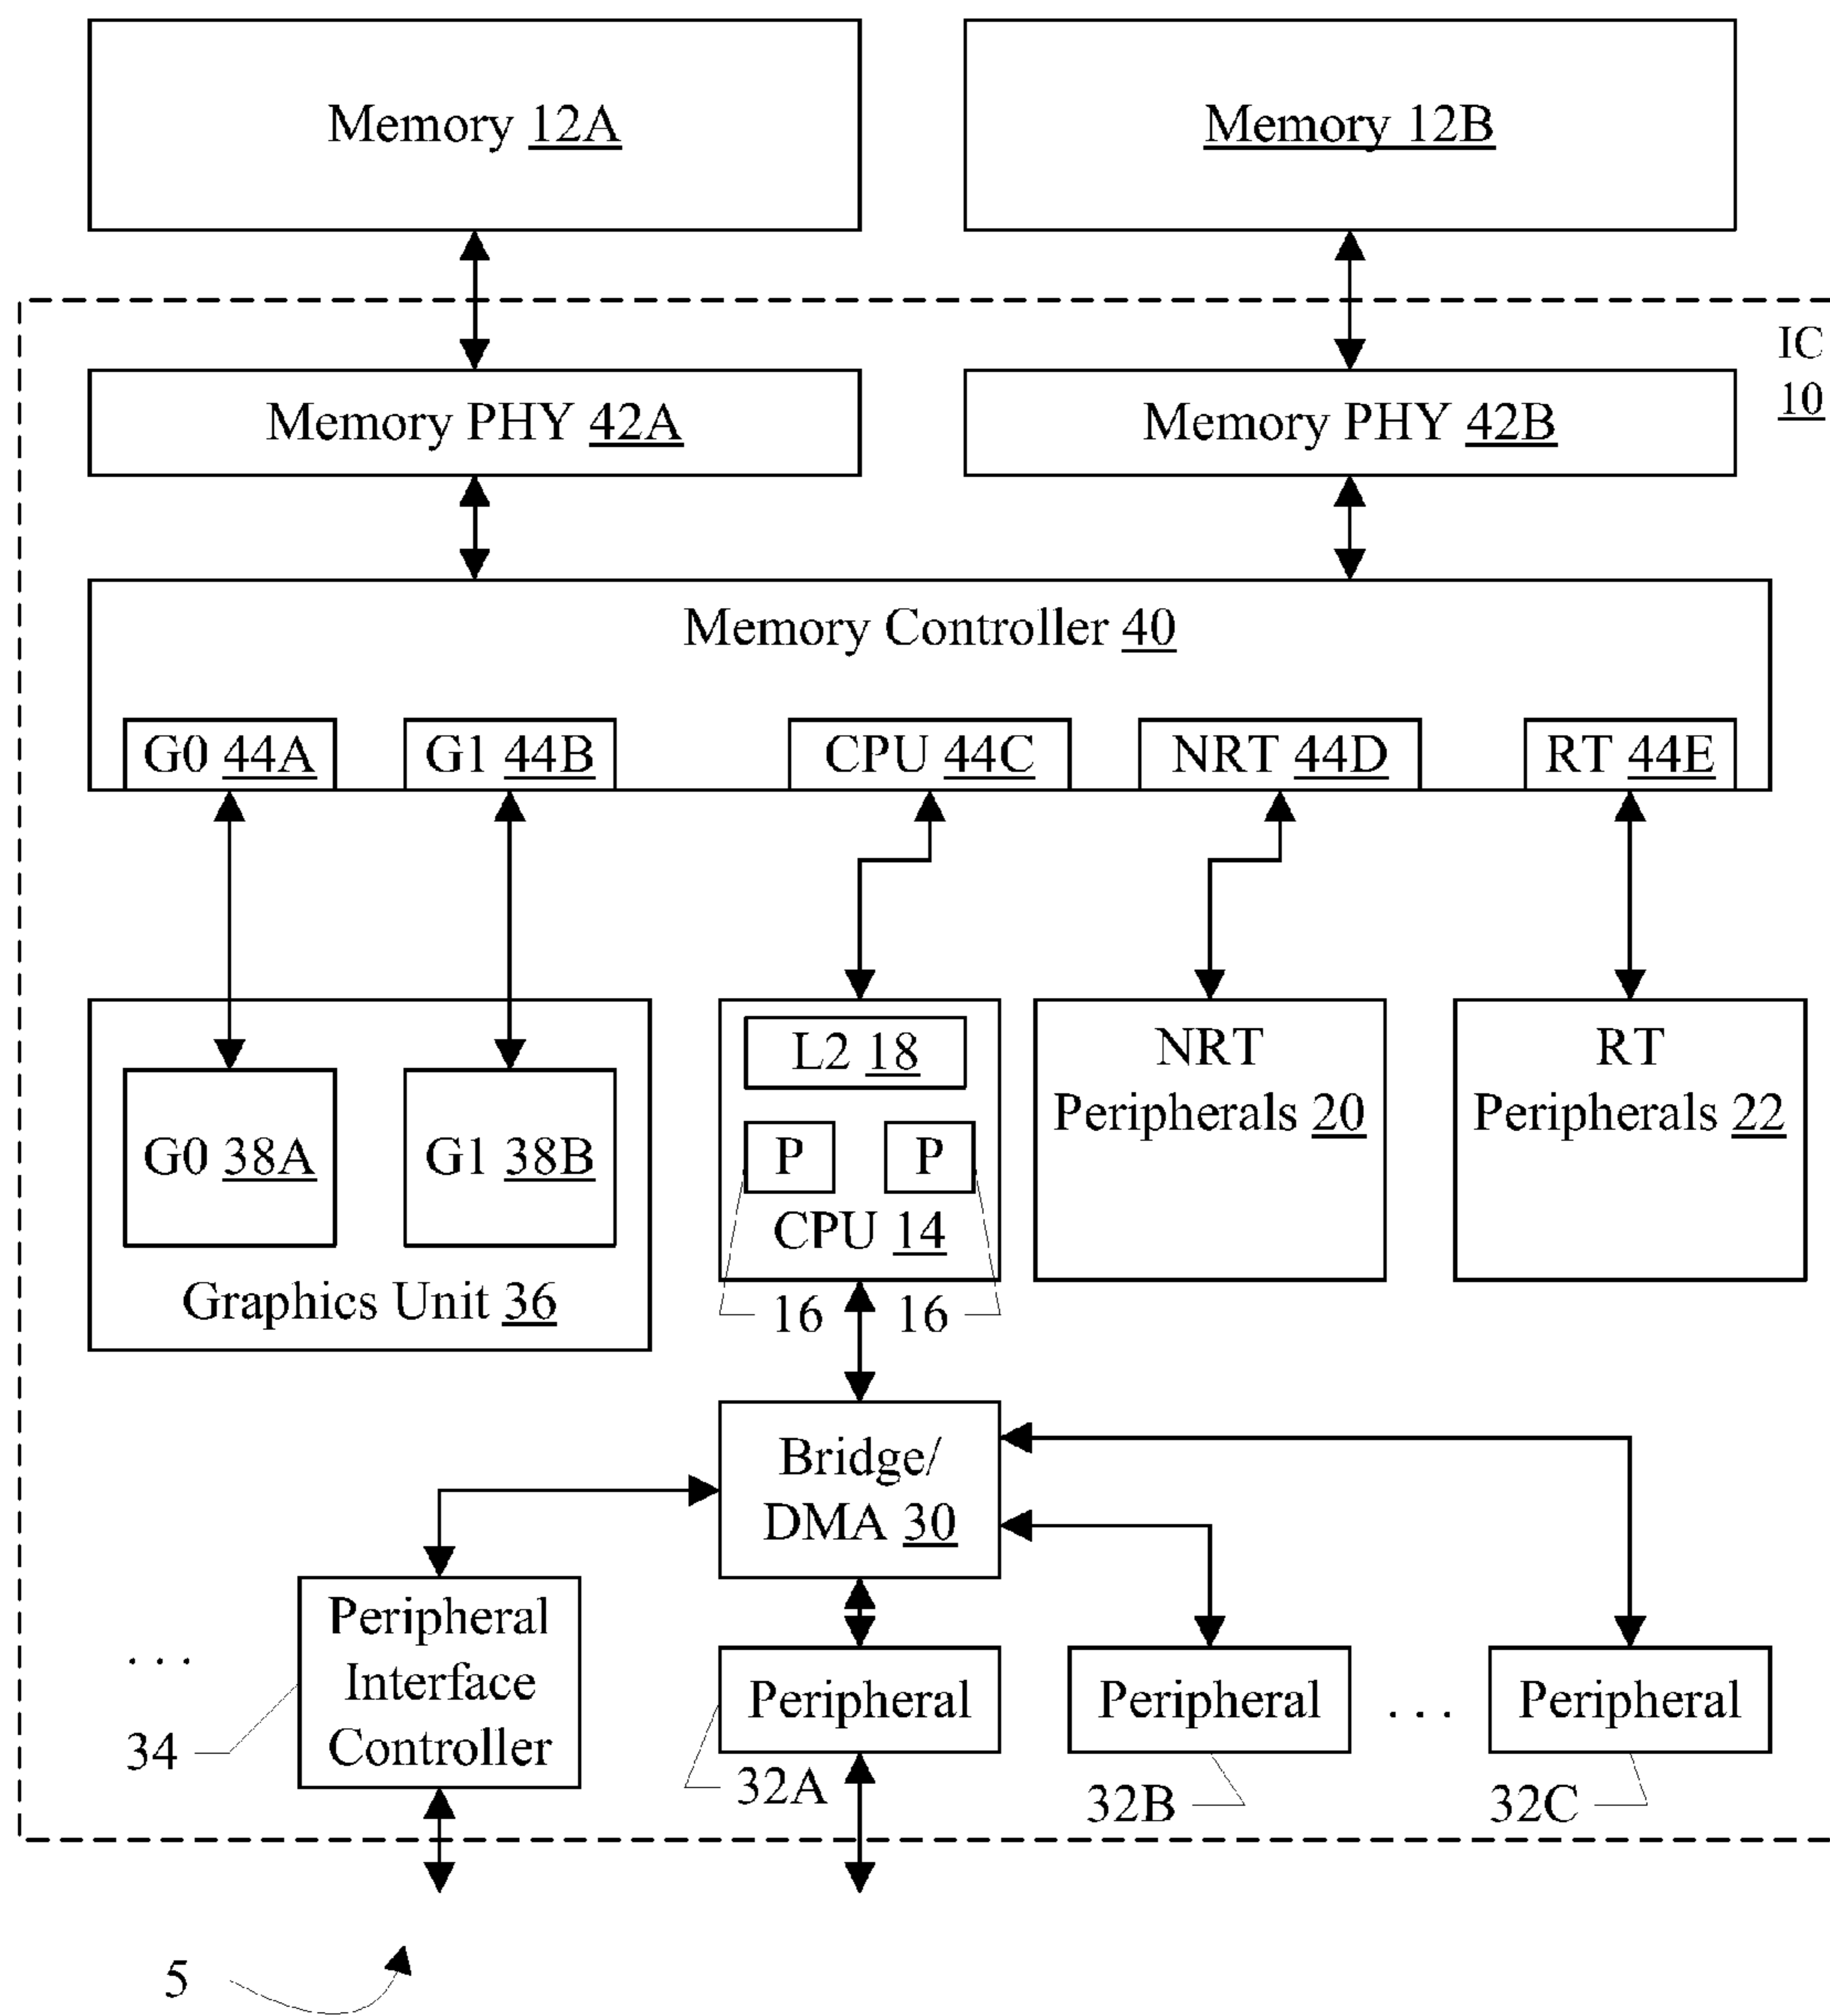 Memory 12A
Memory 12B
IC
10
Memory PHY 42A
Memory PHY 42B
Memory Controller 40
G0 44A
G1 44B
CPU 44C
NRT 44D
RT 44E
G0 38A
G1 38B
Graphics Unit 36
L2 18
P
P
CPU 14
16
16
NRT
Peripherals 20
RT
Peripherals 22
Bridge/
DMA 30
Peripheral
Interface
Controller
. . .
34
Peripheral
32A
Peripheral
32B
. . .
Peripheral
32C
5